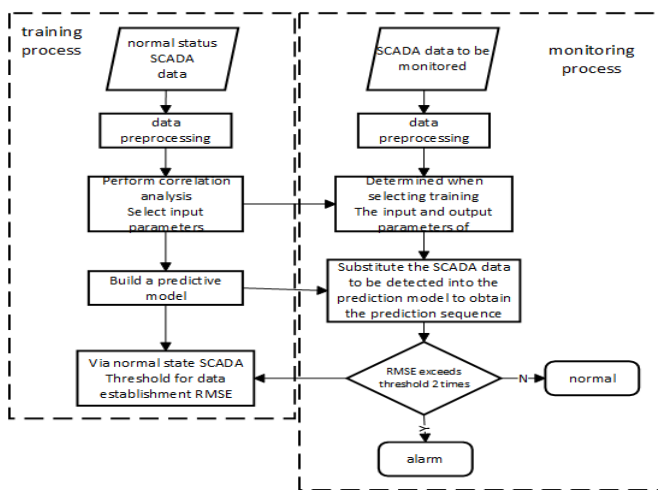 training
process
normal status
SCADA
data
data
preprocessing
Perform correlation
analysis
Select input
parameters
Build a predictive
model
Via normal state SCADA
Threshold for data
establishment RMSE
monitoring
process
SCADA data to be
monitored
data
preprocessing
Determined when
selecting training
The input and output
parameters of
Substitute the SCADA data
to be detected into the
prediction model to obtain
the prediction sequence
RMSE exceeds
threshold 2 times
N
normal
Y
alarm